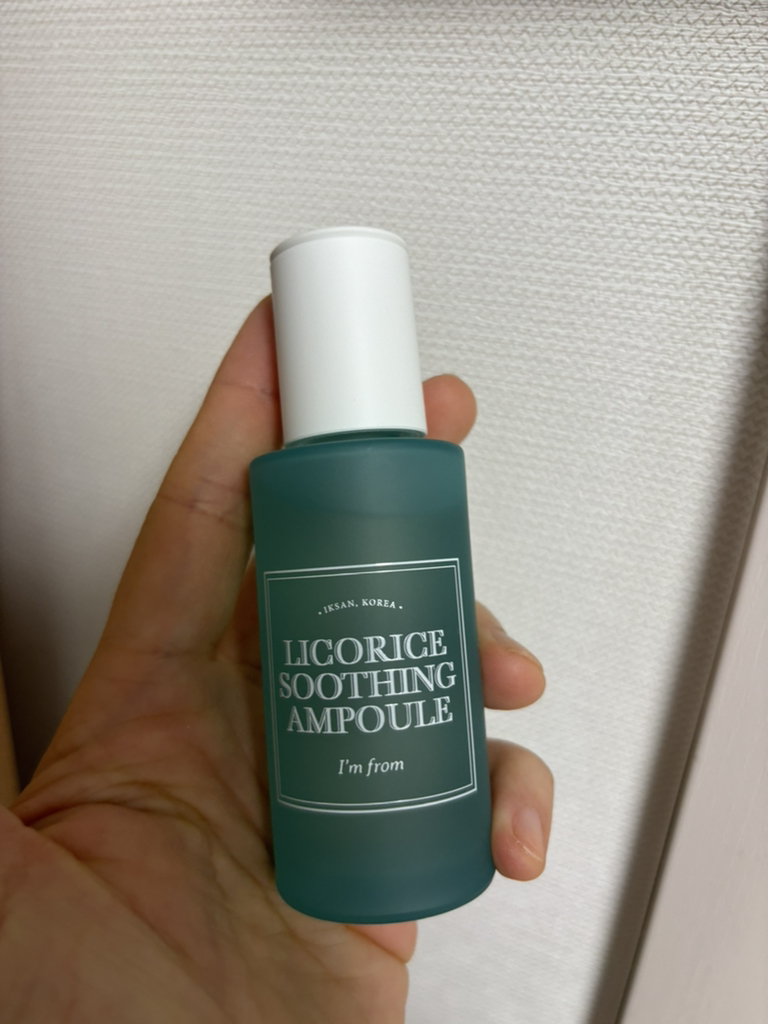 • IKSAN, KOREA •
LICORICE
SOOTHING
AMPOULE
I'm from